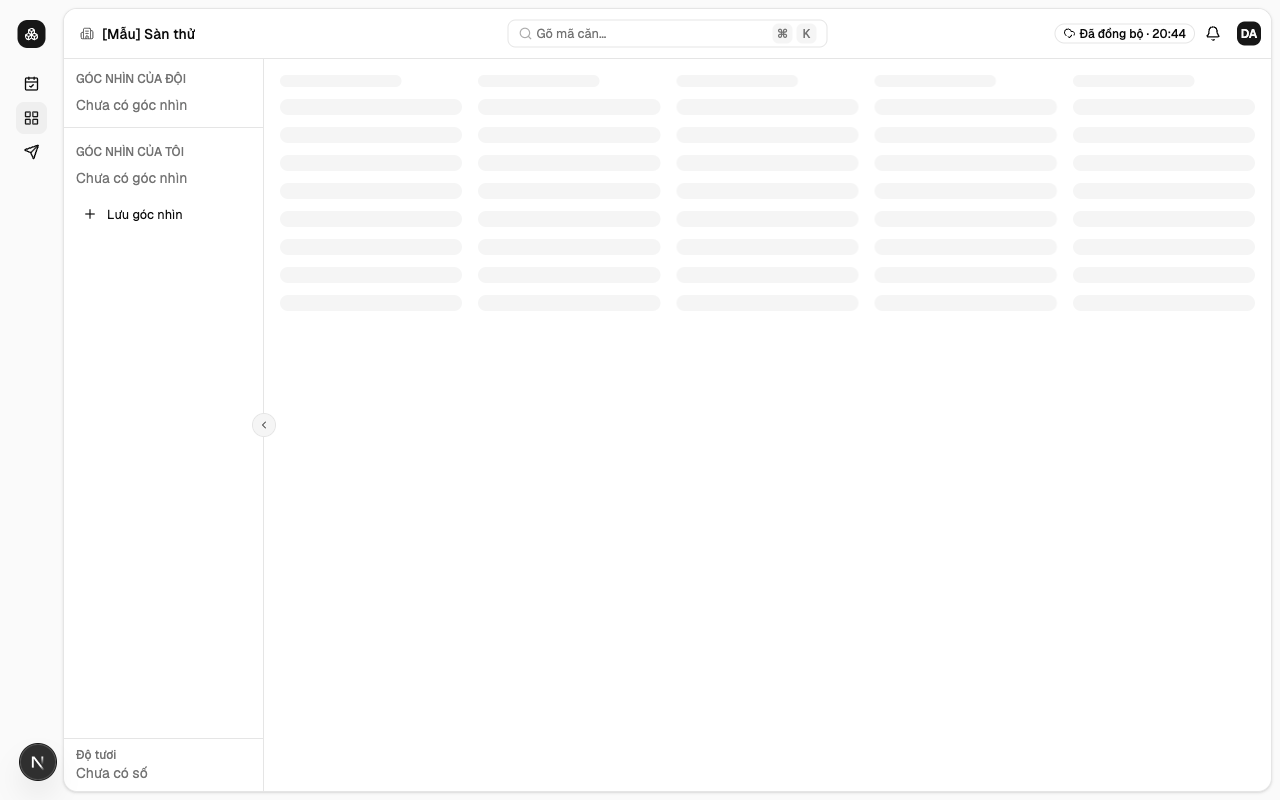 [Mẫu] Sàn thử
Gõ mã căn...
⌘ K
Đã đồng bộ · 20:44
DA
GÓC NHÌN CỦA ĐỘI
Chưa có góc nhìn
GÓC NHÌN CỦA TÔI
Chưa có góc nhìn
Lưu góc nhìn
Độ tươi
Chưa có số
N